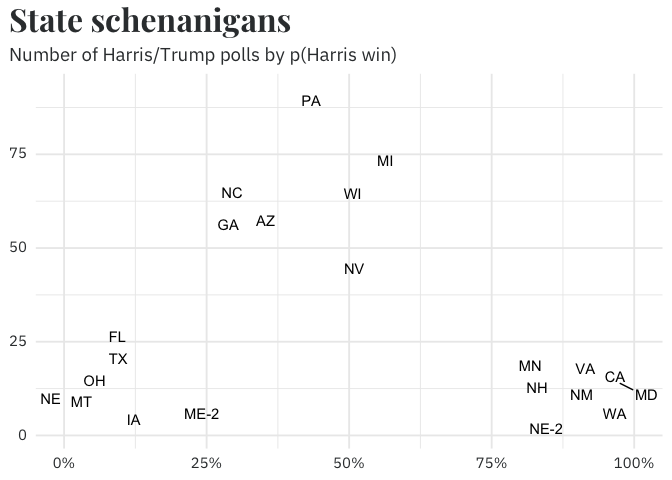 State schenanigans
Number of Harris/Trump polls by p(Harris win)
PA
75
MI
NC
WI
GA
AZ
50
NV
25
FL
TX
MN
VA
OH
CA
NH
NE
MT
NM
MD
IA
ME-2
WA
NE-2
0
0%
25%
50%
75%
100%